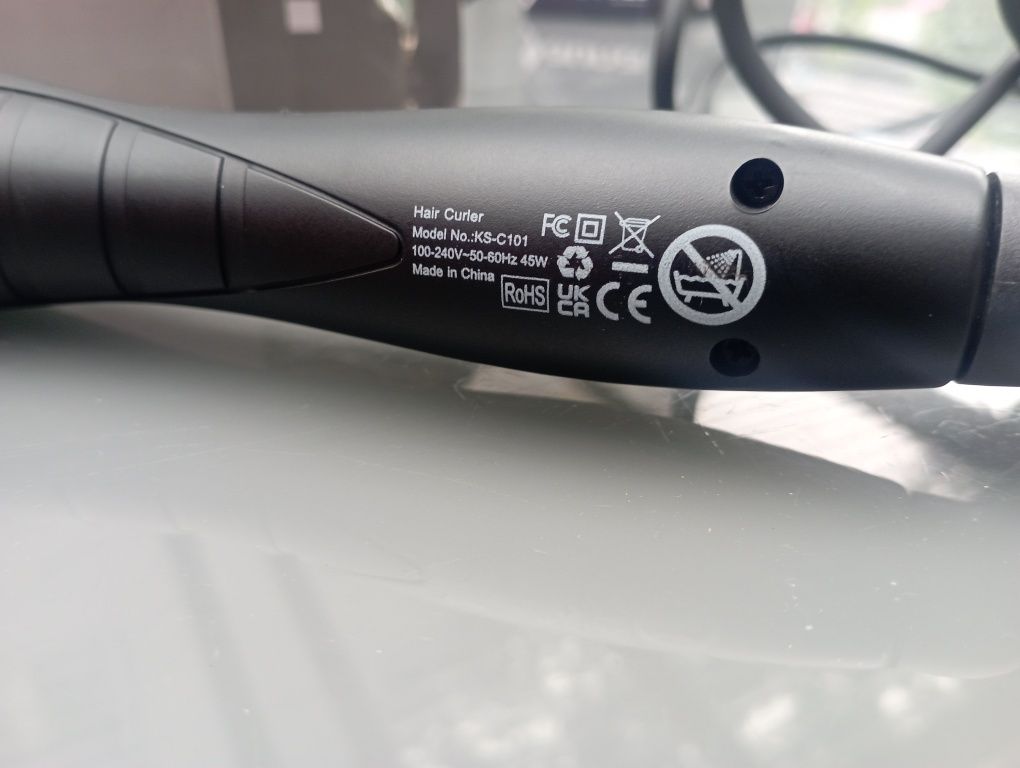 Hair Curler
Model No.:KS-C101
100-240V~50-60Hz 45W
Made in China
FC
RoHS
UK
CA
CE